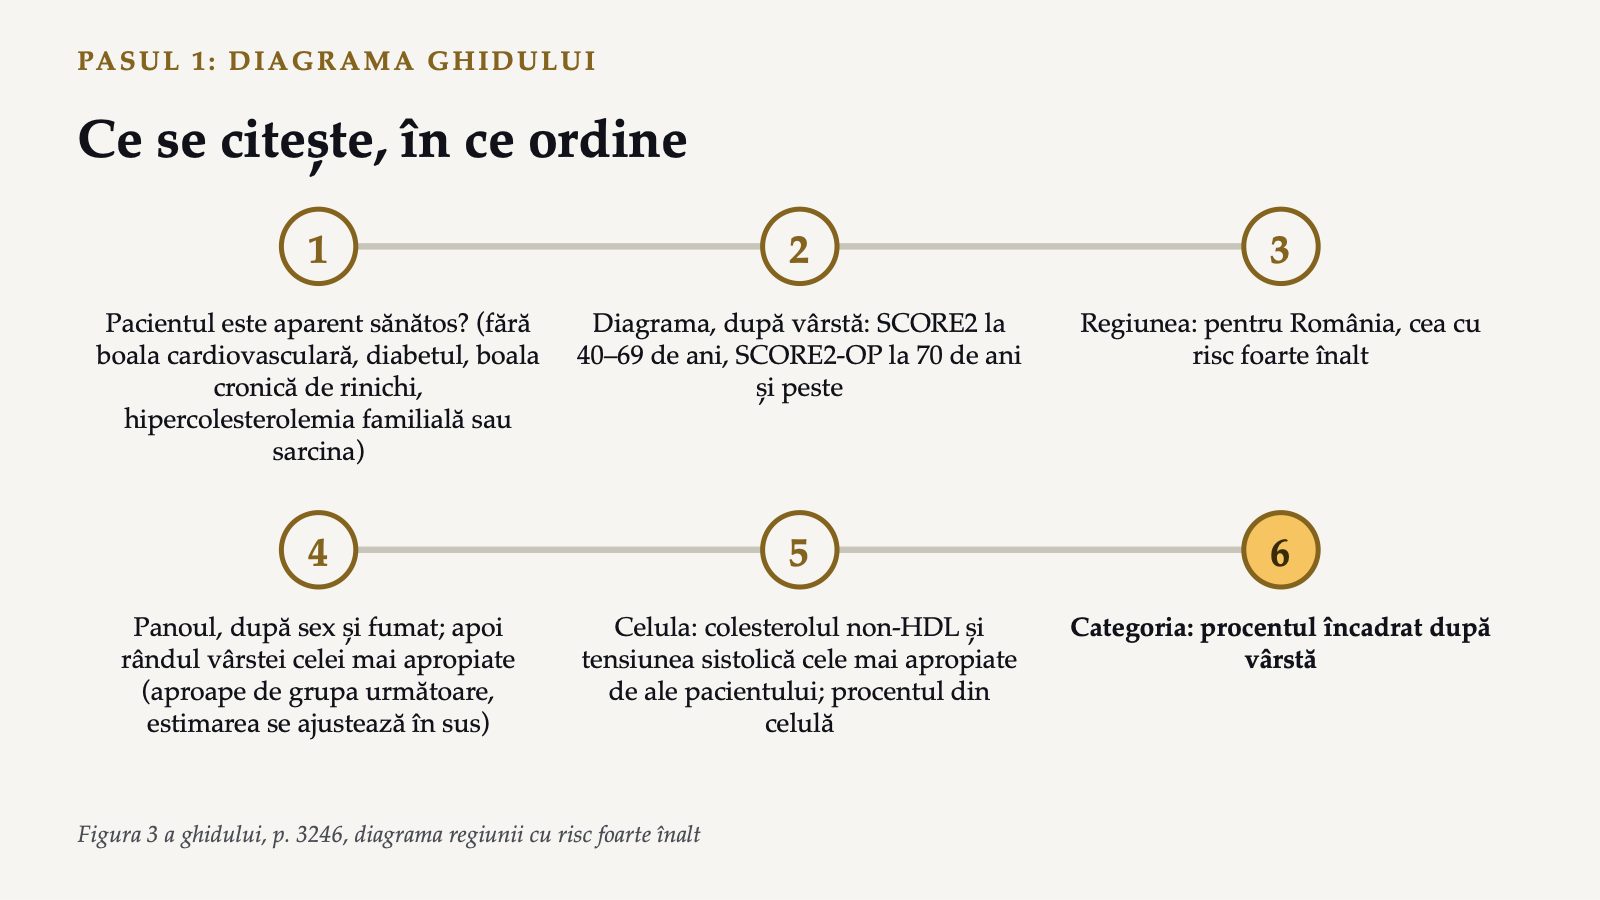 PASUL 1: DIAGRAMA GHIDULUI
Ce se citește, în ce ordine
1
2
3
Pacientul este aparent sănătos? (fără
boala cardiovasculară, diabetul, boala
cronică de rinichi,
hipercolesterolemia familială sau
sarcina)
Diagrama, după vârstă: SCORE2 la
40–69 de ani, SCORE2-OP la 70 de ani
și peste
Regiunea: pentru România, cea cu
risc foarte înalt
4
5
6
Panoul, după sex și fumat; apoi
rândul vârstei celei mai apropiate
(aproape de grupa următoare,
estimarea se ajustează în sus)
Celula: colesterolul non-HDL și
tensiunea sistolică cele mai apropiate
de ale pacientului; procentul din
celulă
Categoria: procentul încadrat după
vârstă
Figura 3 a ghidului, p. 3246, diagrama regiunii cu risc foarte înalt